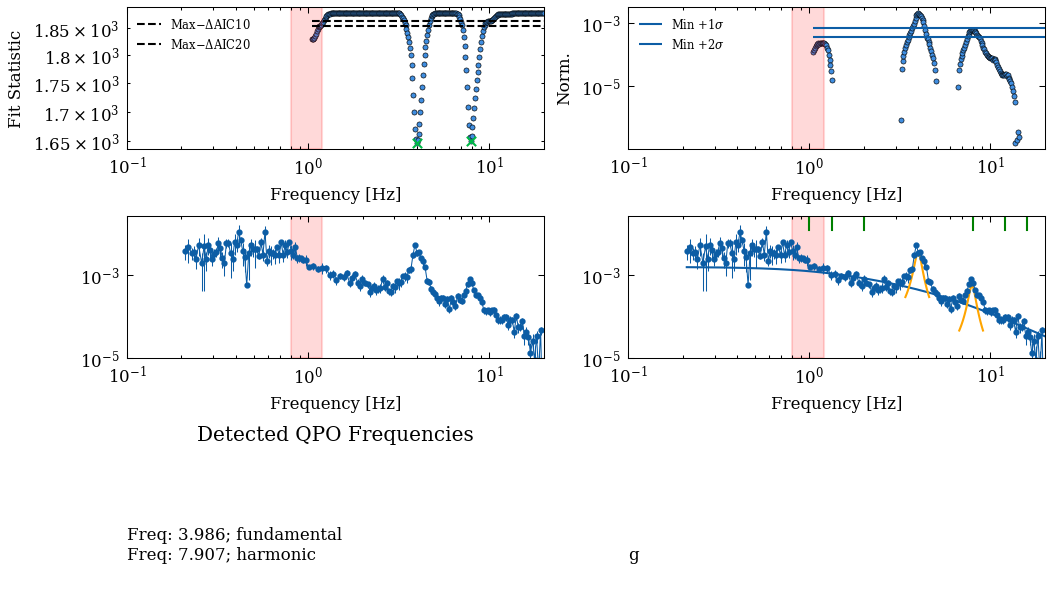 Fit Statistic
1.85 × 10³
1.8 × 10³
1.75 × 10³
1.7 × 10³
1.65 × 10³
Max−ΔAIC10
Max−ΔAIC20
10⁻¹ 10⁰ 10¹
Frequency [Hz]
Norm.
10⁻³
10⁻⁵
Min +1σ
Min +2σ
10⁻¹ 10⁰ 10¹
Frequency [Hz]
10⁻³
10⁻⁵
10⁻¹ 10⁰ 10¹
Frequency [Hz]
10⁻³
10⁻⁵
10⁻¹ 10⁰ 10¹
Frequency [Hz]
Detected QPO Frequencies
Freq: 3.986; fundamental
Freq: 7.907; harmonic
g